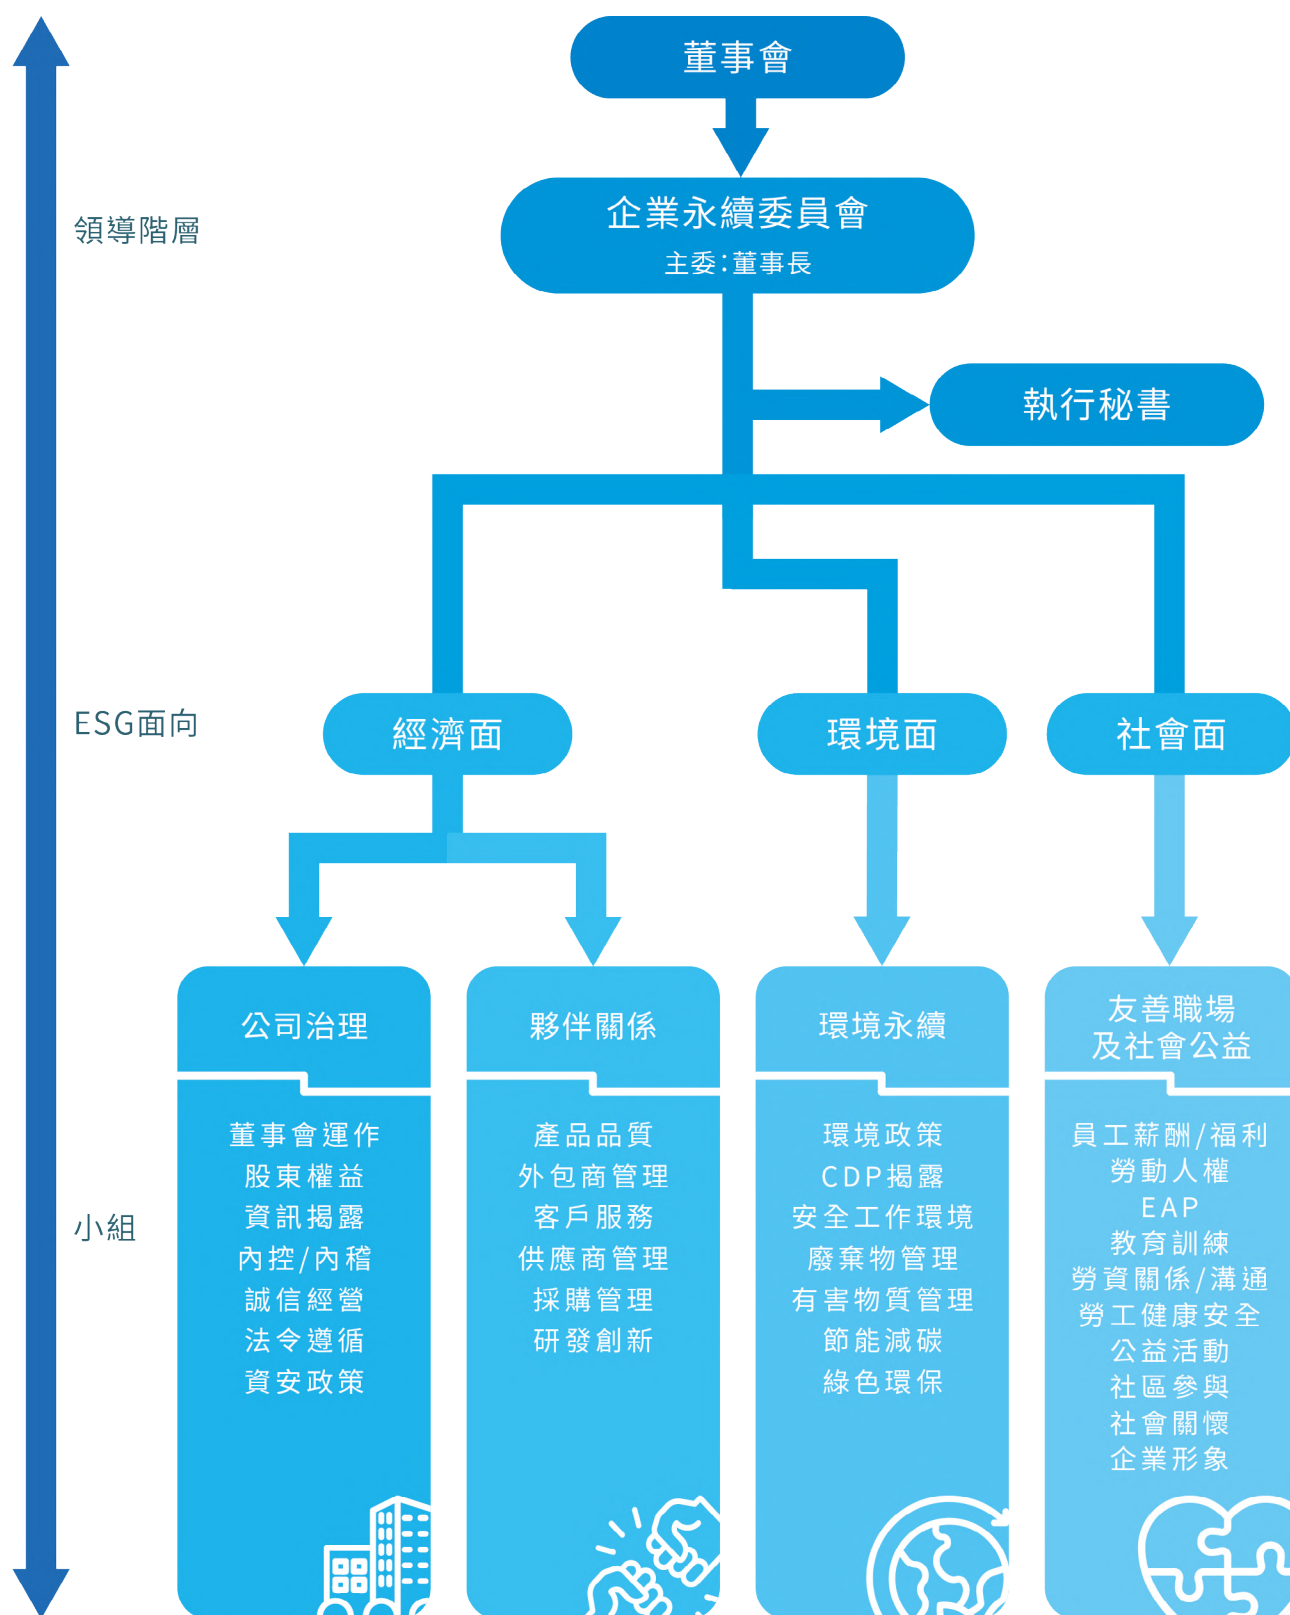 董事會
領導階層
企業永續委員會
主委：董事長
執行秘書
ESG面向
經濟面
環境面
社會面
小組
公司治理
董事會運作
股東權益
資訊揭露
內控/內稽
誠信經營
法令遵循
資安政策
夥伴關係
產品品質
外包商管理
客戶服務
供應商管理
採購管理
研發創新
環境永續
環境政策
CDP揭露
安全工作環境
廢棄物管理
有害物質管理
節能減碳
綠色環保
友善職場
及社會公益
員工薪酬/福利
勞動人權
EAP
教育訓練
勞資關係/溝通
勞工健康安全
公益活動
社區參與
社會關懷
企業形象